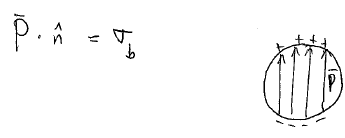 P̄ · n̂ = σ_b
+ + + +
P̄
− − − −